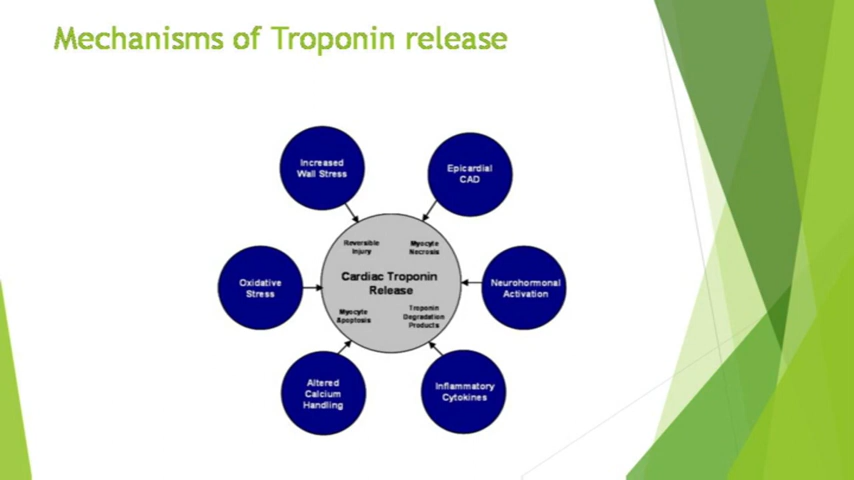 Mechanisms of Troponin release
Increased
Wall Stress
Epicardial
CAD
Reversible
Injury
Myocyte
Necrosis
Oxidative
Stress
Cardiac Troponin
Release
Neurohormonal
Activation
Myocyte
Apoptosis
Troponin
Degradation
Products
Altered
Calcium
Handling
Inflammatory
Cytokines